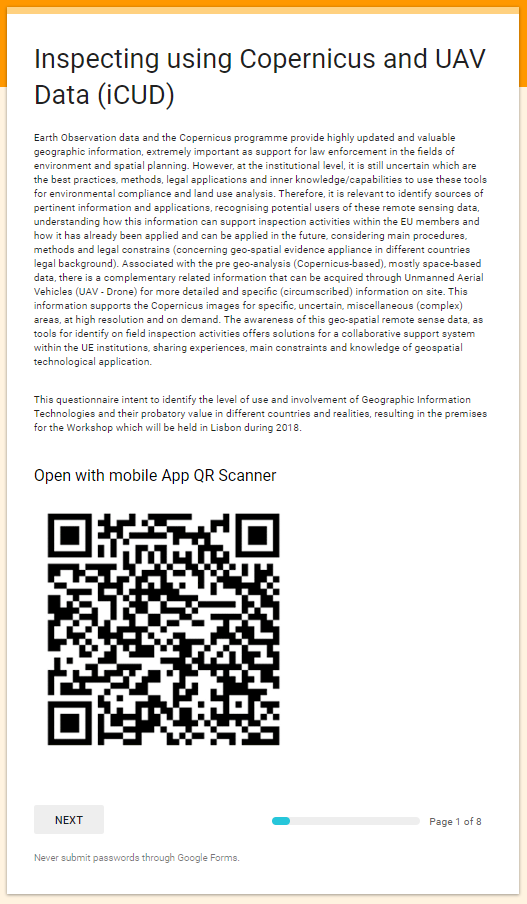 Inspecting using Copernicus and UAV
Data (iCUD)
Earth Observation data and the Copernicus programme provide highly updated and valuable
geographic information, extremely important as support for law enforcement in the fields of
environment and spatial planning. However, at the institutional level, it is still uncertain which are
the best practices, methods, legal applications and inner knowledge/capabilities to use these tools
for environmental compliance and land use analysis. Therefore, it is relevant to identify sources of
pertinent information and applications, recognising potential users of these remote sensing data,
understanding how this information can support inspection activities within the EU members and
how it has already been applied and can be applied in the future, considering main procedures,
methods and legal constrains (concerning geo-spatial evidence appliance in different countries
legal background). Associated with the pre geo-analysis (Copernicus-based), mostly space-based
data, there is a complementary related information that can be acquired through Unmanned Aerial
Vehicles (UAV - Drone) for more detailed and specific (circumscribed) information on site. This
information supports the Copernicus images for specific, uncertain, miscellaneous (complex)
areas, at high resolution and on demand. The awareness of this geo-spatial remote sense data, as
tools for identify on field inspection activities offers solutions for a collaborative support system
within the UE institutions, sharing experiences, main constraints and knowledge of geospatial
technological application.
This questionnaire intent to identify the level of use and involvement of Geographic Information
Technologies and their probatory value in different countries and realities, resulting in the premises
for the Workshop which will be held in Lisbon during 2018.
Open with mobile App QR Scanner
NEXT
Page 1 of 8
Never submit passwords through Google Forms.